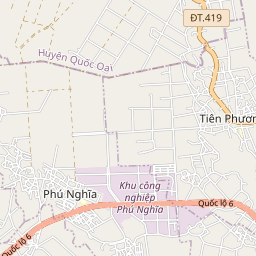 ĐT.419
Huyện Quốc Oai
Tiên Phươn
Khu công
nghiệp
Phú Nghĩa
Phú Nghĩa
Quốc lộ 6
Quốc lộ 6